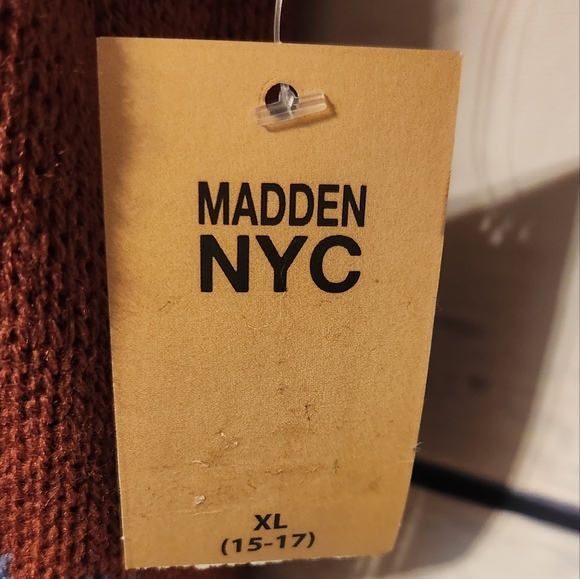 MADDEN
NYC
XL
(15-17)